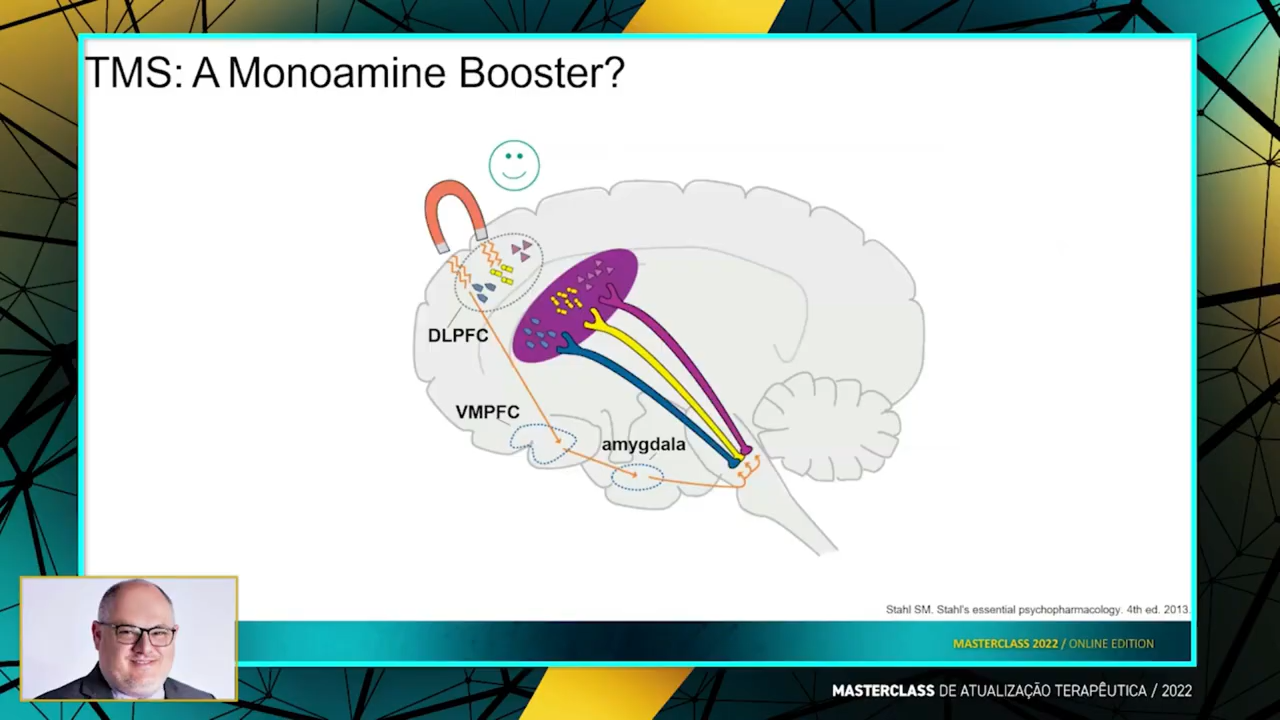 TMS: A Monoamine Booster?
DLPFC
VMPFC
amygdala
Stahl SM. Stahl's essential psychopharmacology. 4th ed. 2013.
MASTERCLASS 2022 / ONLINE EDITION
MASTERCLASS DE ATUALIZAÇÃO TERAPÊUTICA / 2022